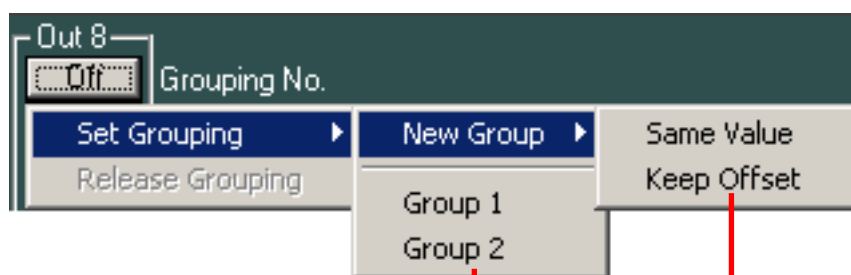 Out 8
Off Grouping No.
Set Grouping New Group Same Value
Release Grouping Keep Offset
Group 1
Group 2